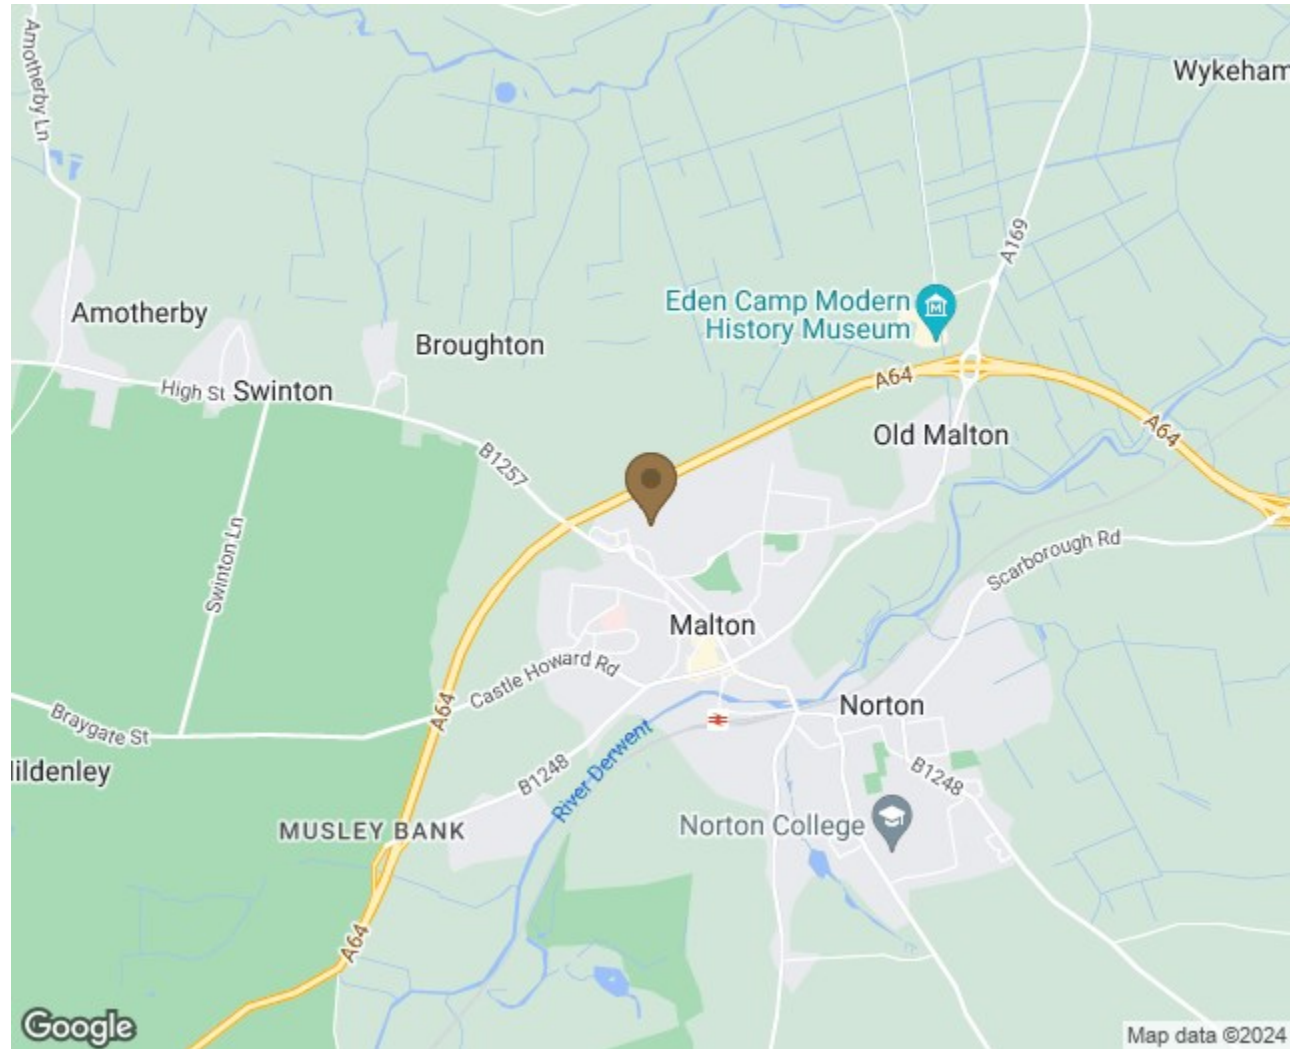 Amotherby Ln
Wykeham
A169
Eden Camp Modern
History Museum
Amotherby
Broughton
High St
Swinton
A64
Old Malton
A64
B1257
Swinton Ln
Scarborough Rd
Malton
Castle Howard Rd
A64
Norton
Braygate St
River Derwent
ildenley
B1248
B1248
MUSLEY BANK
Norton College
A64
Google
Map data ©2024